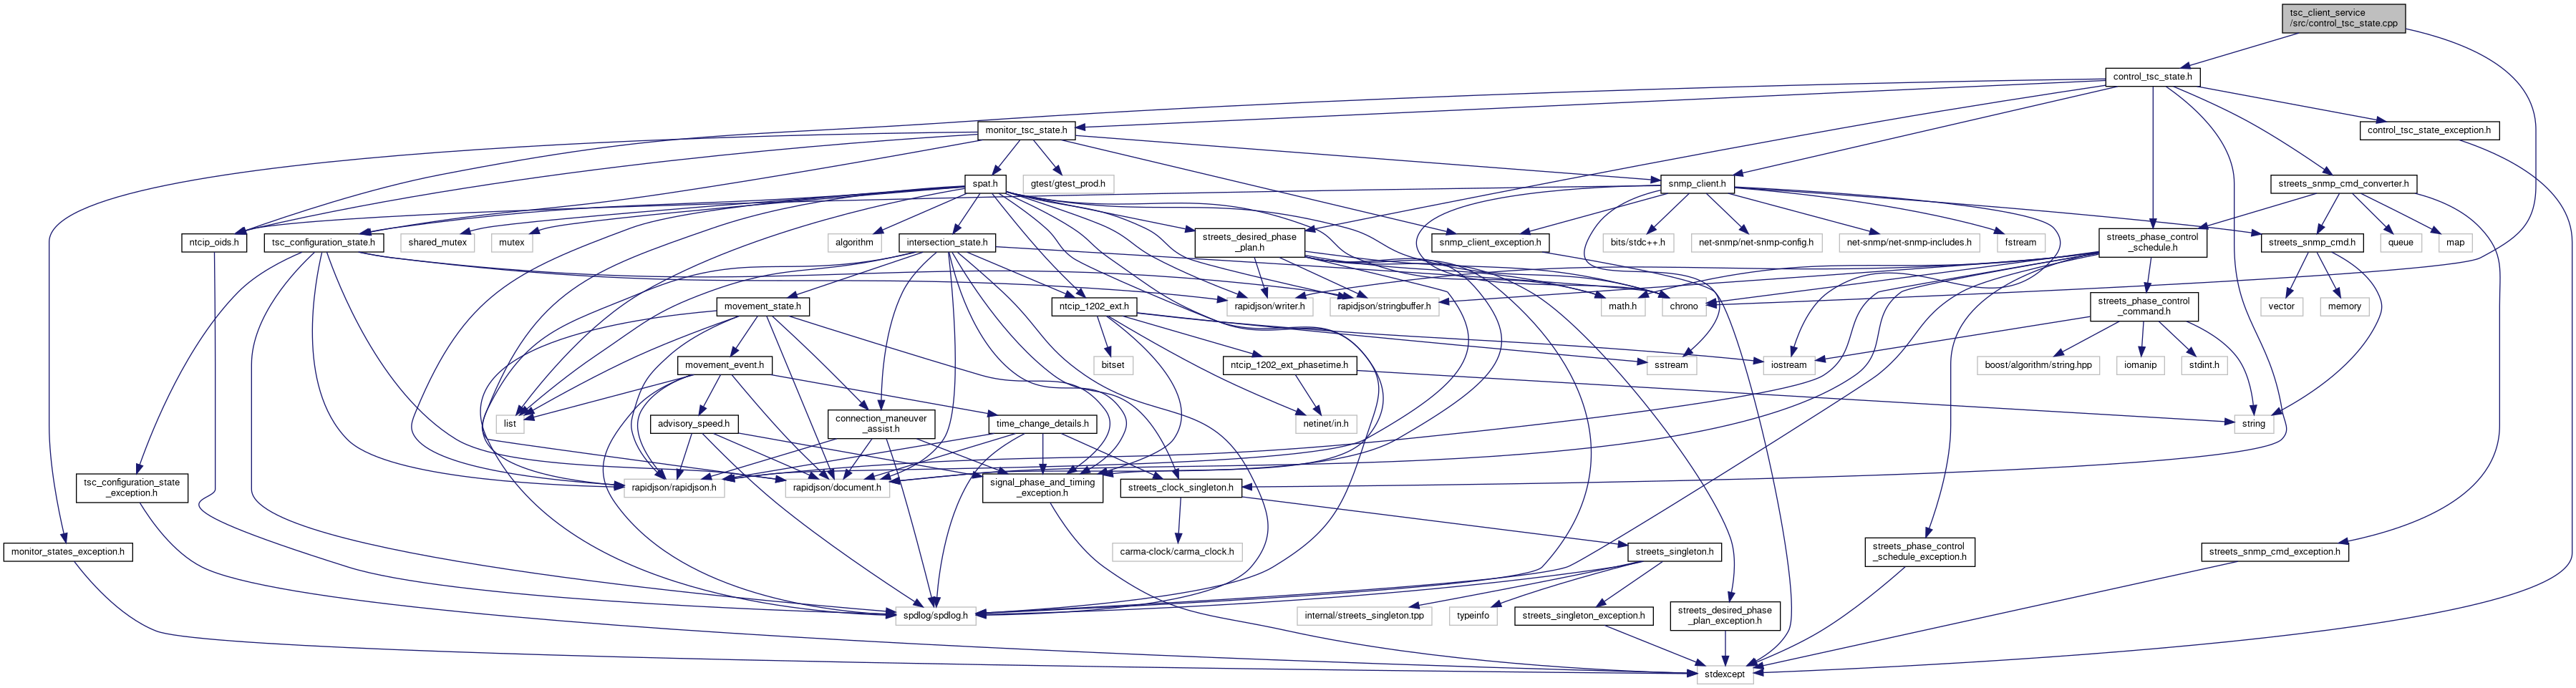 tsc_client_service
/src/control_tsc_state.cpp
control_tsc_state.h
monitor_tsc_state.h
control_tsc_state_exception.h
spat.h
gtest/gtest_prod.h
snmp_client.h
streets_snmp_cmd_converter.h
ntcip_oids.h
tsc_configuration_state.h
shared_mutex
mutex
algorithm
intersection_state.h
streets_desired_phase
_plan.h
snmp_client_exception.h
bits/stdc++.h
net-snmp/net-snmp-config.h
net-snmp/net-snmp-includes.h
fstream
streets_phase_control
_schedule.h
streets_snmp_cmd.h
queue
map
movement_state.h
ntcip_1202_ext.h
rapidjson/writer.h
rapidjson/stringbuffer.h
math.h
chrono
streets_phase_control
_command.h
vector
memory
movement_event.h
bitset
ntcip_1202_ext_phasetime.h
sstream
iostream
boost/algorithm/string.hpp
iomanip
stdint.h
list
advisory_speed.h
connection_maneuver
_assist.h
time_change_details.h
netinet/in.h
string
tsc_configuration_state
_exception.h
rapidjson/rapidjson.h
rapidjson/document.h
signal_phase_and_timing
_exception.h
streets_clock_singleton.h
monitor_states_exception.h
carma-clock/carma_clock.h
streets_singleton.h
streets_phase_control
_schedule_exception.h
streets_snmp_cmd_exception.h
spdlog/spdlog.h
internal/streets_singleton.tpp
typeinfo
streets_singleton_exception.h
streets_desired_phase
_plan_exception.h
stdexcept